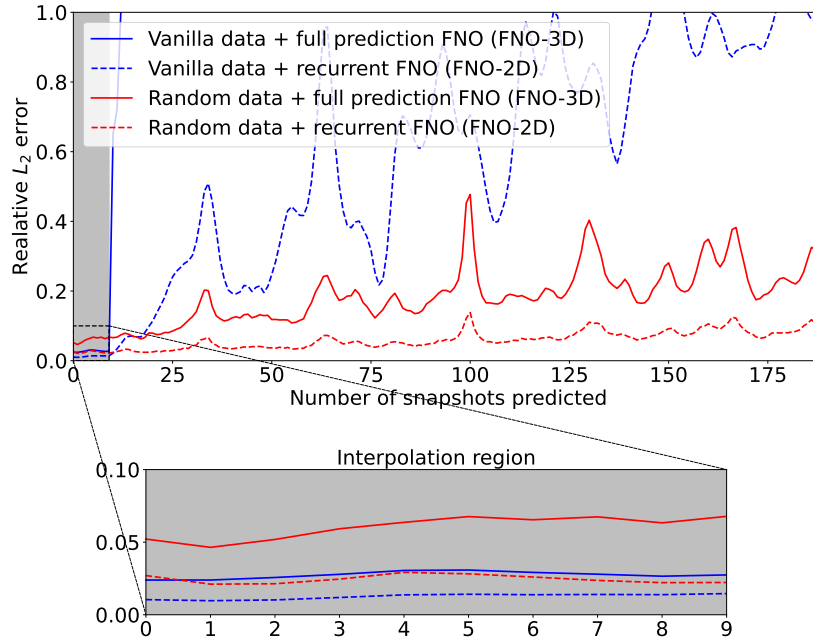 1.0
0.8
0.6
0.4
0.2
0.0
Realative L2 error
Vanilla data + full prediction FNO (FNO-3D)
Vanilla data + recurrent FNO (FNO-2D)
Random data + full prediction FNO (FNO-3D)
Random data + recurrent FNO (FNO-2D)
0 25 50 75 100 125 150 175
Number of snapshots predicted
Interpolation region
0.10
0.05
0.00
0 1 2 3 4 5 6 7 8 9